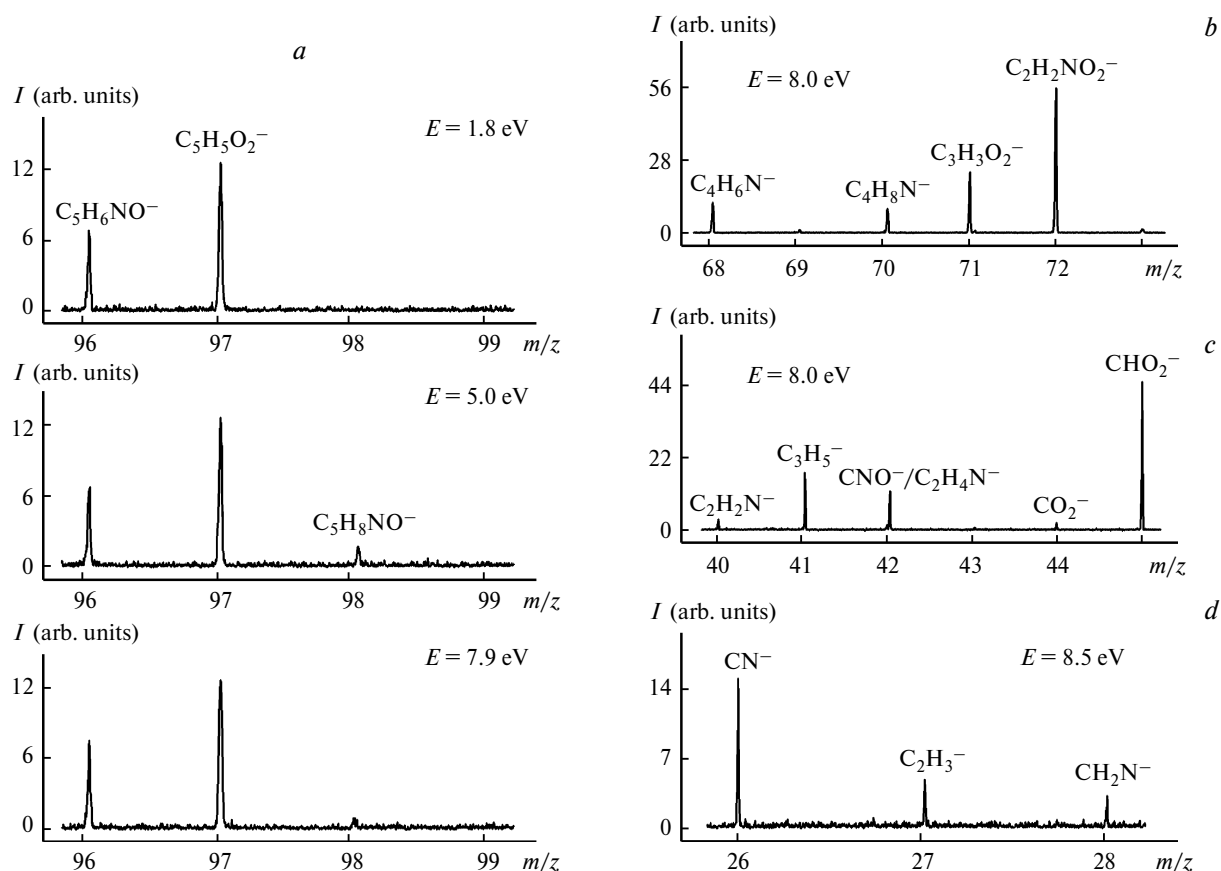 a
I (arb. units)
E = 1.8 eV
C₅H₅O₂⁻
C₅H₆NO⁻
12
6
0
96 97 98 99 m/z
I (arb. units)
E = 5.0 eV
12
6
C₅H₈NO⁻
0
96 97 98 99 m/z
I (arb. units)
E = 7.9 eV
12
6
0
96 97 98 99 m/z
b
I (arb. units)
E = 8.0 eV
C₂H₂NO₂⁻
56
C₃H₃O₂⁻
28
C₄H₆N⁻
C₄H₈N⁻
0
68 69 70 71 72 m/z
c
I (arb. units)
E = 8.0 eV
CHO₂⁻
44
C₃H₅⁻
22
CNO⁻/C₂H₄N⁻
C₂H₂N⁻
CO₂⁻
0
40 41 42 43 44 m/z
d
I (arb. units)
CN⁻
E = 8.5 eV
14
C₂H₃⁻
7
CH₂N⁻
0
26 27 28 m/z